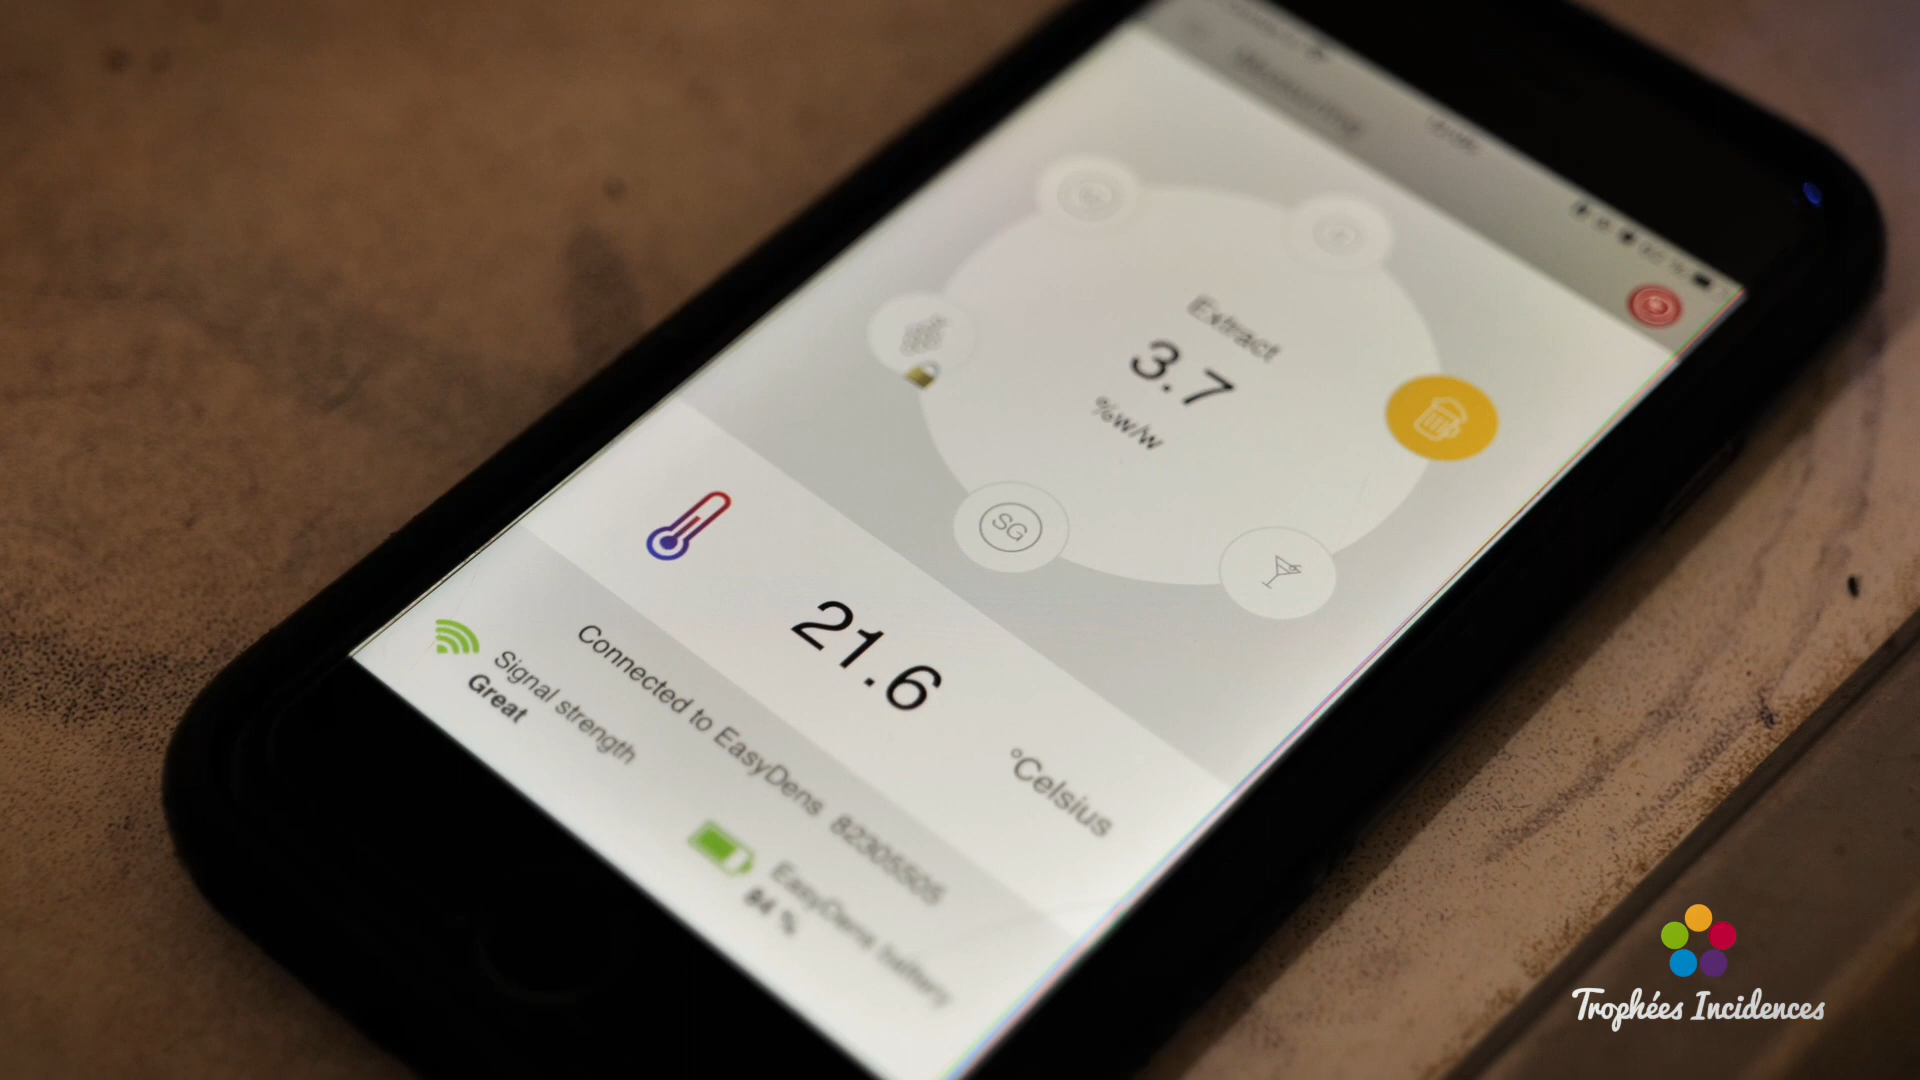 Extract
3.7
%w/w
SG
21.6
°Celsius
Connected to EasyDens 82305505
Signal strength
Great
EasyDens battery
84 %
Trophées Incidences